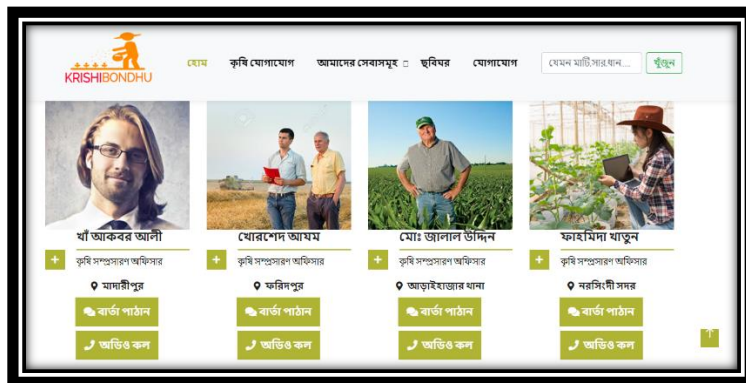 KRISHIBONDHU
হোম কৃষি যোগাযোগ আমাদের সেবাসমূহ ছবিঘর যোগাযোগ যেমন মাটি,সার,ধান.... খুঁজুন
খাঁ আকবর আলী খোরশেদ আযম মোঃ জালাল উদ্দিন ফাহমিদা খাতুন
+ কৃষি সম্প্রসারণ অফিসার + কৃষি সম্প্রসারণ অফিসার + কৃষি সম্প্রসারণ অফিসার + কৃষি সম্প্রসারণ অফিসার
মাদারীপুর ফরিদপুর আড়াইহাজার থানা নরসিংদী সদর
বার্তা পাঠান বার্তা পাঠান বার্তা পাঠান বার্তা পাঠান
অডিও কল অডিও কল অডিও কল অডিও কল